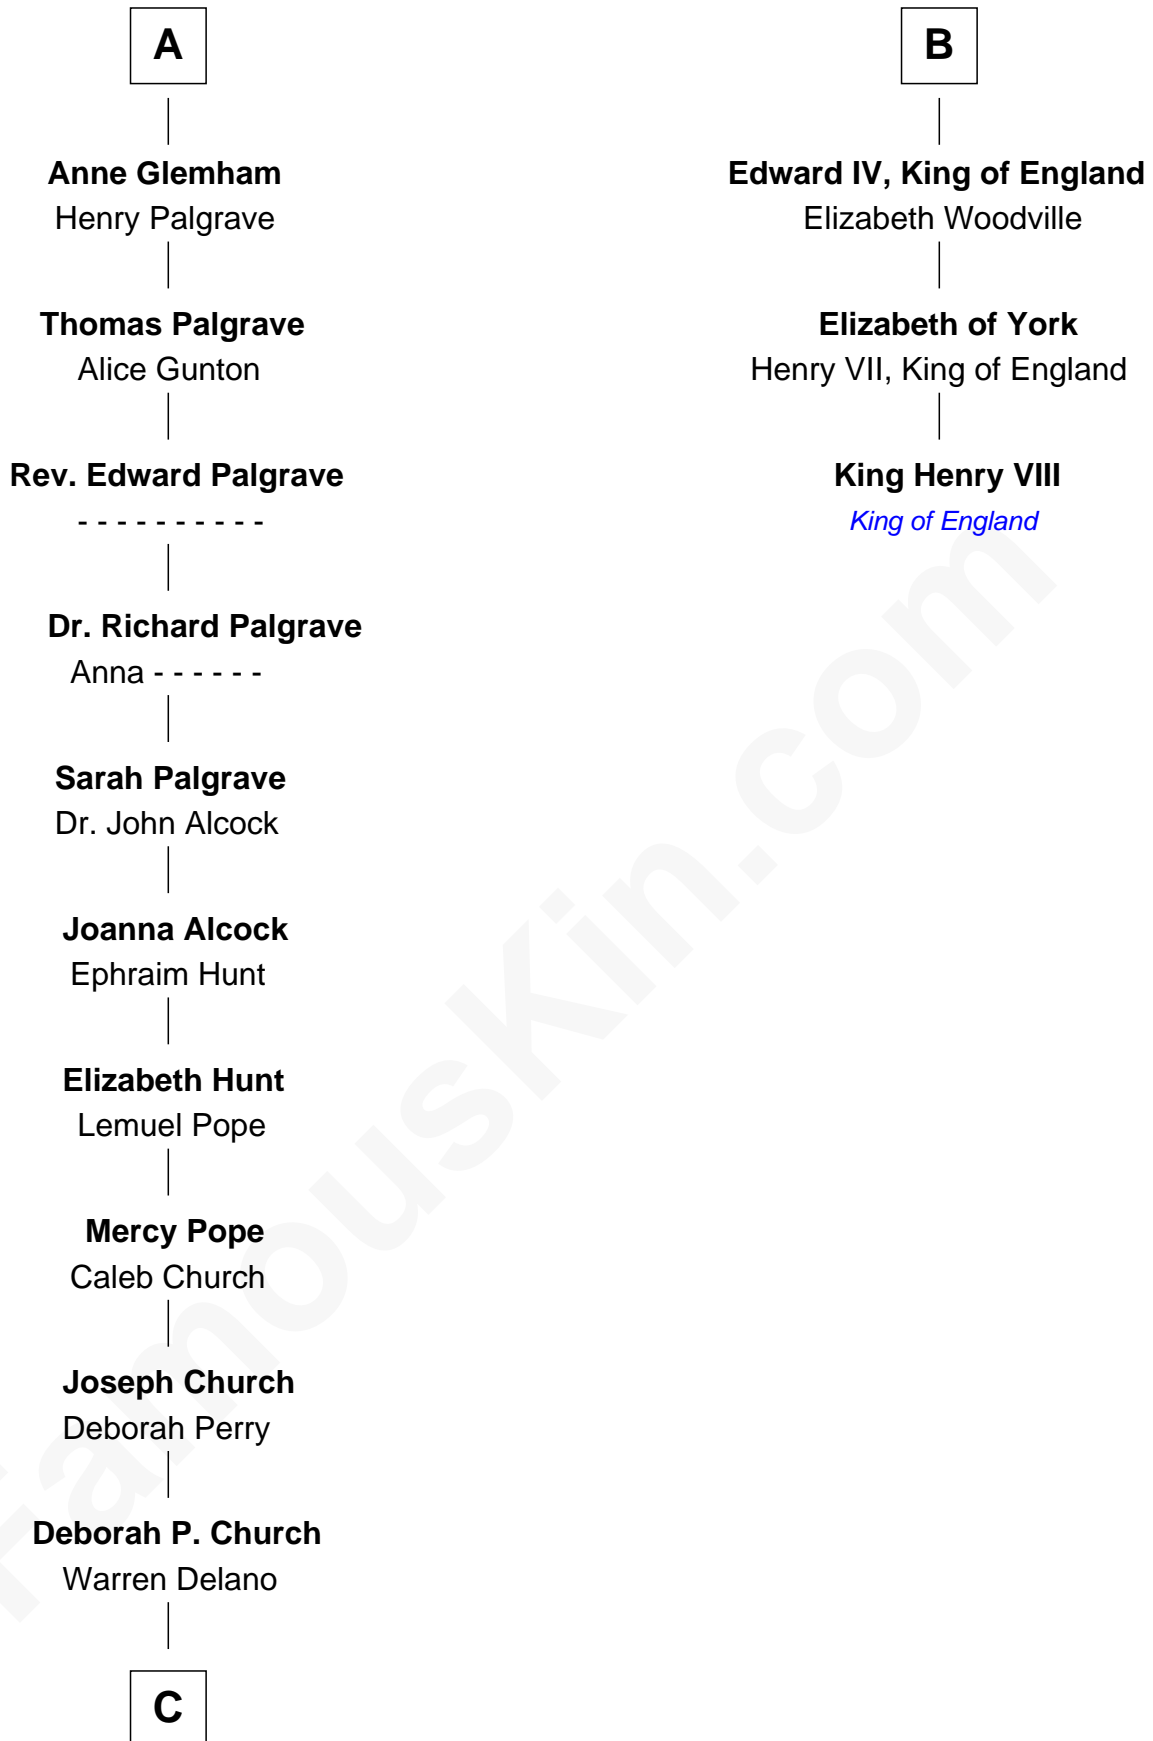 A
Anne Glemham
Henry Palgrave
Thomas Palgrave
Alice Gunton
Rev. Edward Palgrave
- - - - - - - - - -
Dr. Richard Palgrave
Anna - - - - - -
Sarah Palgrave
Dr. John Alcock
Joanna Alcock
Ephraim Hunt
Elizabeth Hunt
Lemuel Pope
Mercy Pope
Caleb Church
Joseph Church
Deborah Perry
Deborah P. Church
Warren Delano
C
B
Edward IV, King of England
Elizabeth Woodville
Elizabeth of York
Henry VII, King of England
King Henry VIII
King of England
FamousKin.com